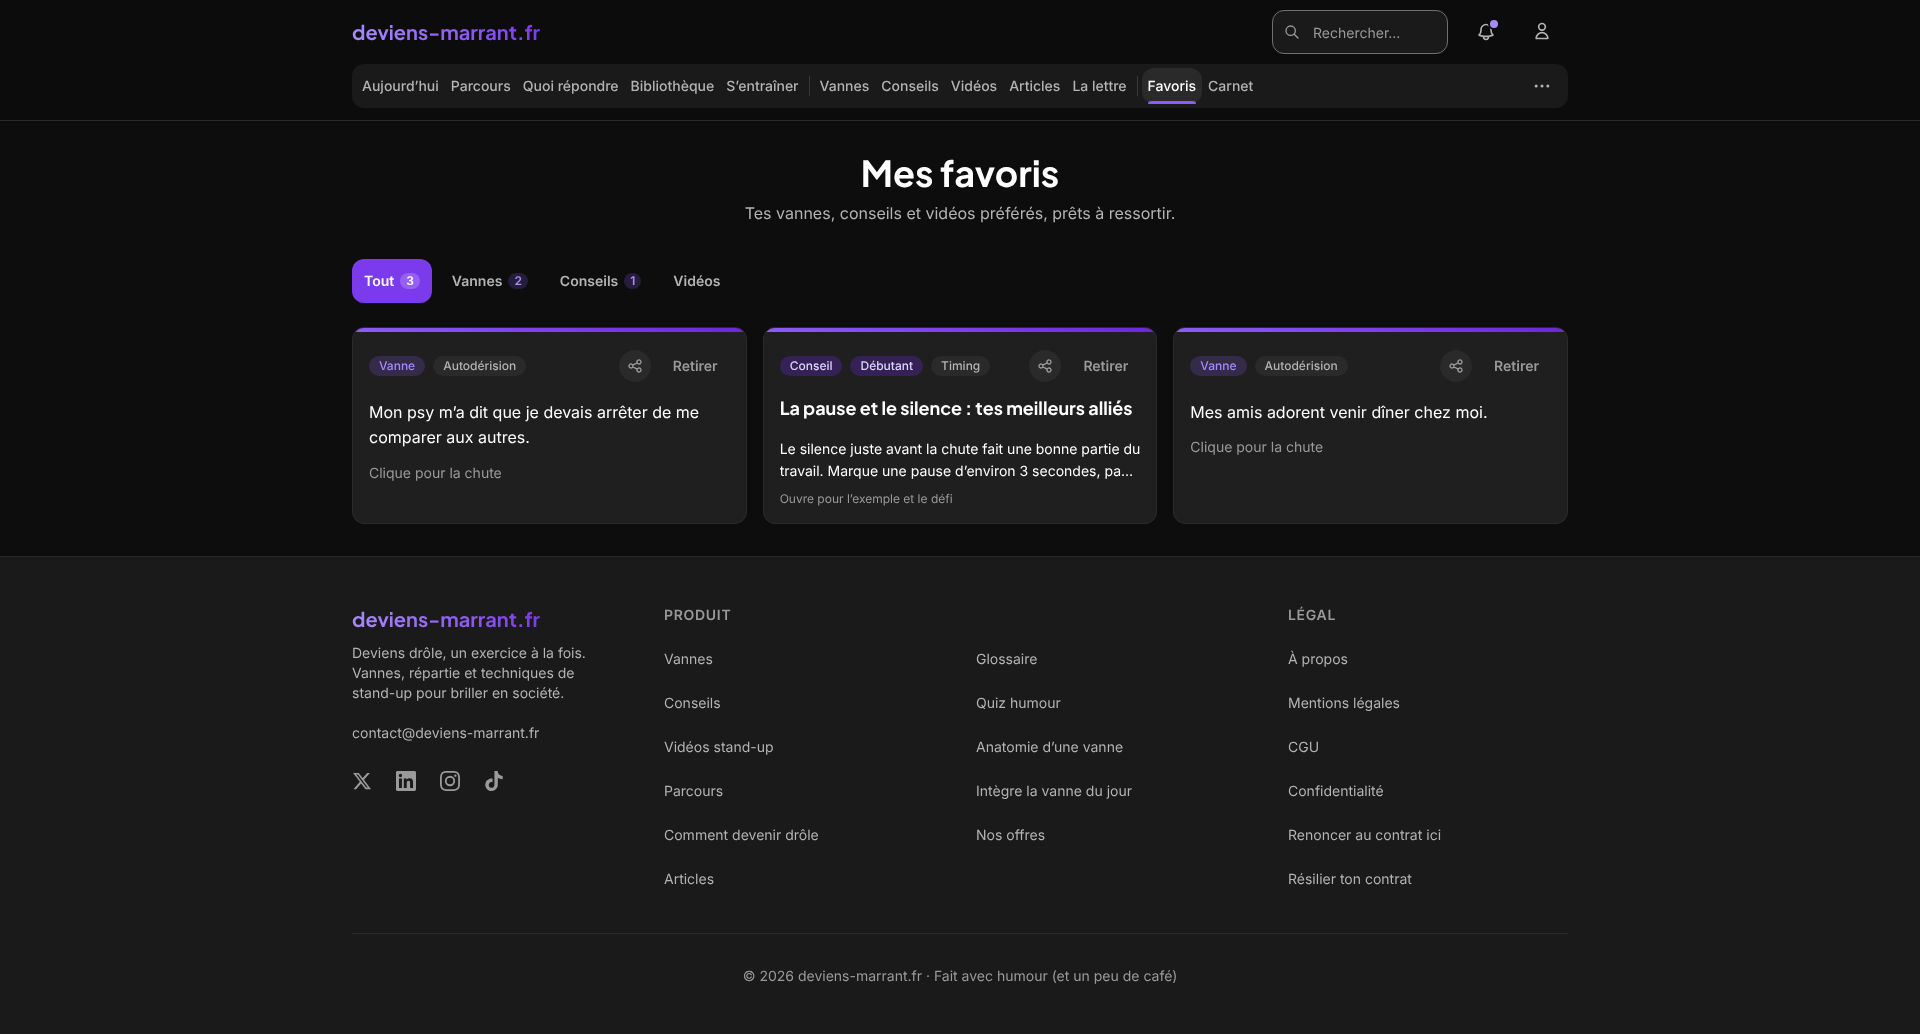 deviens-marrant.fr
Rechercher...
Aujourd’hui Parcours Quoi répondre Bibliothèque S’entraîner Vannes Conseils Vidéos Articles La lettre Favoris Carnet
Mes favoris
Tes vannes, conseils et vidéos préférés, prêts à ressortir.
Tout 3 Vannes 2 Conseils 1 Vidéos
Vanne Autodérision Retirer
Mon psy m’a dit que je devais arrêter de me
comparer aux autres.
Clique pour la chute
Conseil Débutant Timing Retirer
La pause et le silence : tes meilleurs alliés
Le silence juste avant la chute fait une bonne partie du
travail. Marque une pause d’environ 3 secondes, pa...
Ouvre pour l’exemple et le défi
Vanne Autodérision Retirer
Mes amis adorent venir dîner chez moi.
Clique pour la chute
deviens-marrant.fr
Deviens drôle, un exercice à la fois.
Vannes, répartie et techniques de
stand-up pour briller en société.
contact@deviens-marrant.fr
PRODUIT
Vannes
Conseils
Vidéos stand-up
Parcours
Comment devenir drôle
Articles
Glossaire
Quiz humour
Anatomie d’une vanne
Intègre la vanne du jour
Nos offres
LÉGAL
À propos
Mentions légales
CGU
Confidentialité
Renoncer au contrat ici
Résilier ton contrat
© 2026 deviens-marrant.fr · Fait avec humour (et un peu de café)